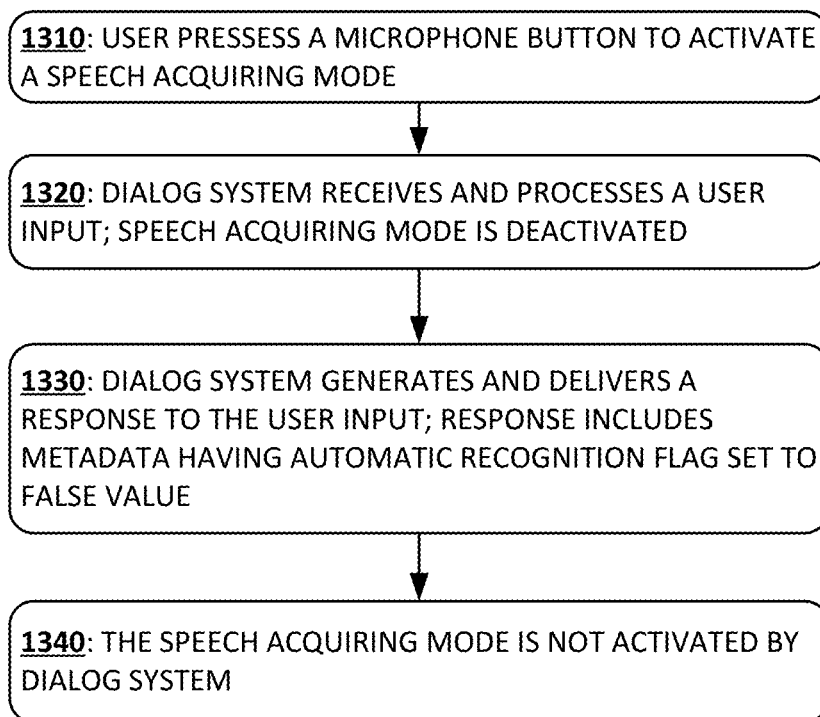 1310: USER PRESSESS A MICROPHONE BUTTON TO ACTIVATE
A SPEECH ACQUIRING MODE
1320: DIALOG SYSTEM RECEIVES AND PROCESSES A USER
INPUT; SPEECH ACQUIRING MODE IS DEACTIVATED
1330: DIALOG SYSTEM GENERATES AND DELIVERS A
RESPONSE TO THE USER INPUT; RESPONSE INCLUDES
METADATA HAVING AUTOMATIC RECOGNITION FLAG SET TO
FALSE VALUE
1340: THE SPEECH ACQUIRING MODE IS NOT ACTIVATED BY
DIALOG SYSTEM